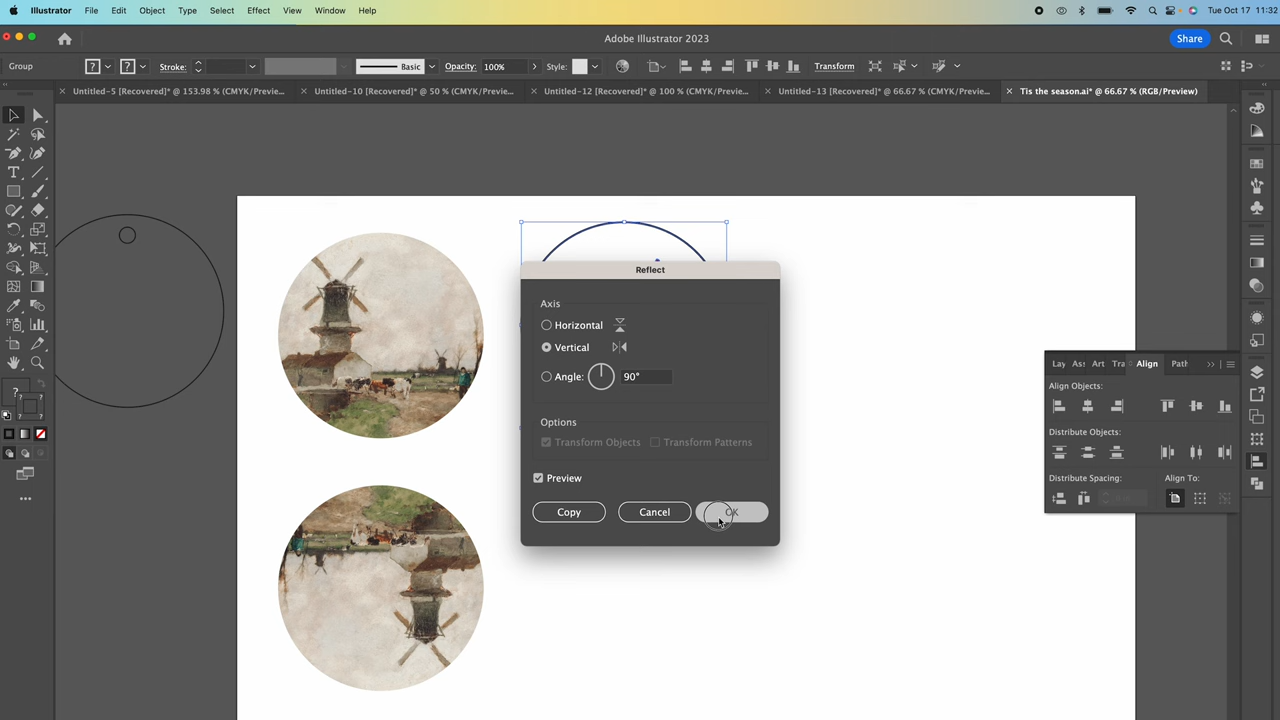 Illustrator File Edit Object Type Select Effect View Window Help Tue Oct 17 11:32
Adobe Illustrator 2023 Share
Group ? ? Stroke: Basic Opacity: 100% Style: Transform
Untitled-5 [Recovered]* @ 153.98 % (CMYK/Previe... Untitled-10 [Recovered]* @ 50 % (CMYK/Previe... Untitled-12 [Recovered]* @ 100 % (CMYK/Previe... Untitled-13 [Recovered]* @ 66.67 % (CMYK/Previe... Tis the season.ai* @ 66.67 % (RGB/Preview)
Reflect
Axis
Horizontal
Vertical
Angle: 90°
Options
Transform Objects Transform Patterns
Preview
Copy Cancel OK
Lay As: Art Tra Align Path
Align Objects:
Distribute Objects:
Distribute Spacing: Align To:
? ? ?
? ?